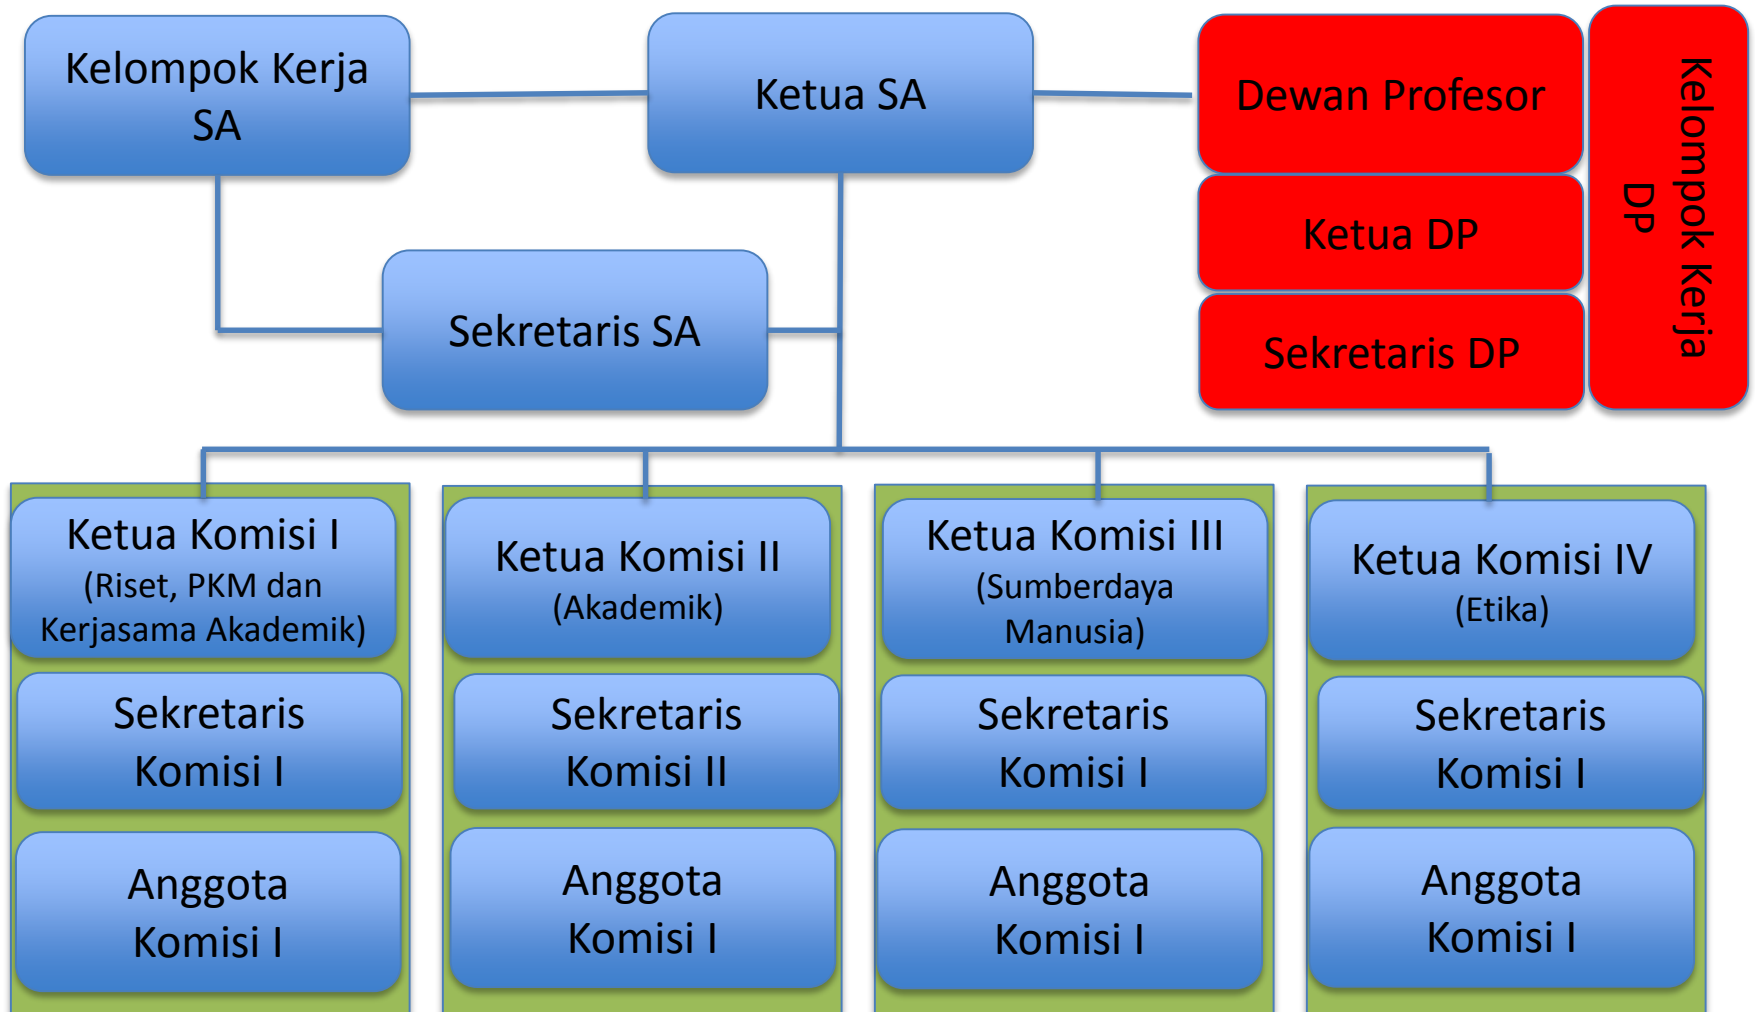 Kelompok Kerja
SA
Ketua SA
Dewan Profesor
Ketua DP
Sekretaris DP
Kelompok Kerja
DP
Sekretaris SA
Ketua Komisi I
(Riset, PKM dan
Kerjasama Akademik)
Sekretaris
Komisi I
Anggota
Komisi I
Ketua Komisi II
(Akademik)
Sekretaris
Komisi II
Anggota
Komisi I
Ketua Komisi III
(Sumberdaya
Manusia)
Sekretaris
Komisi I
Anggota
Komisi I
Ketua Komisi IV
(Etika)
Sekretaris
Komisi I
Anggota
Komisi I